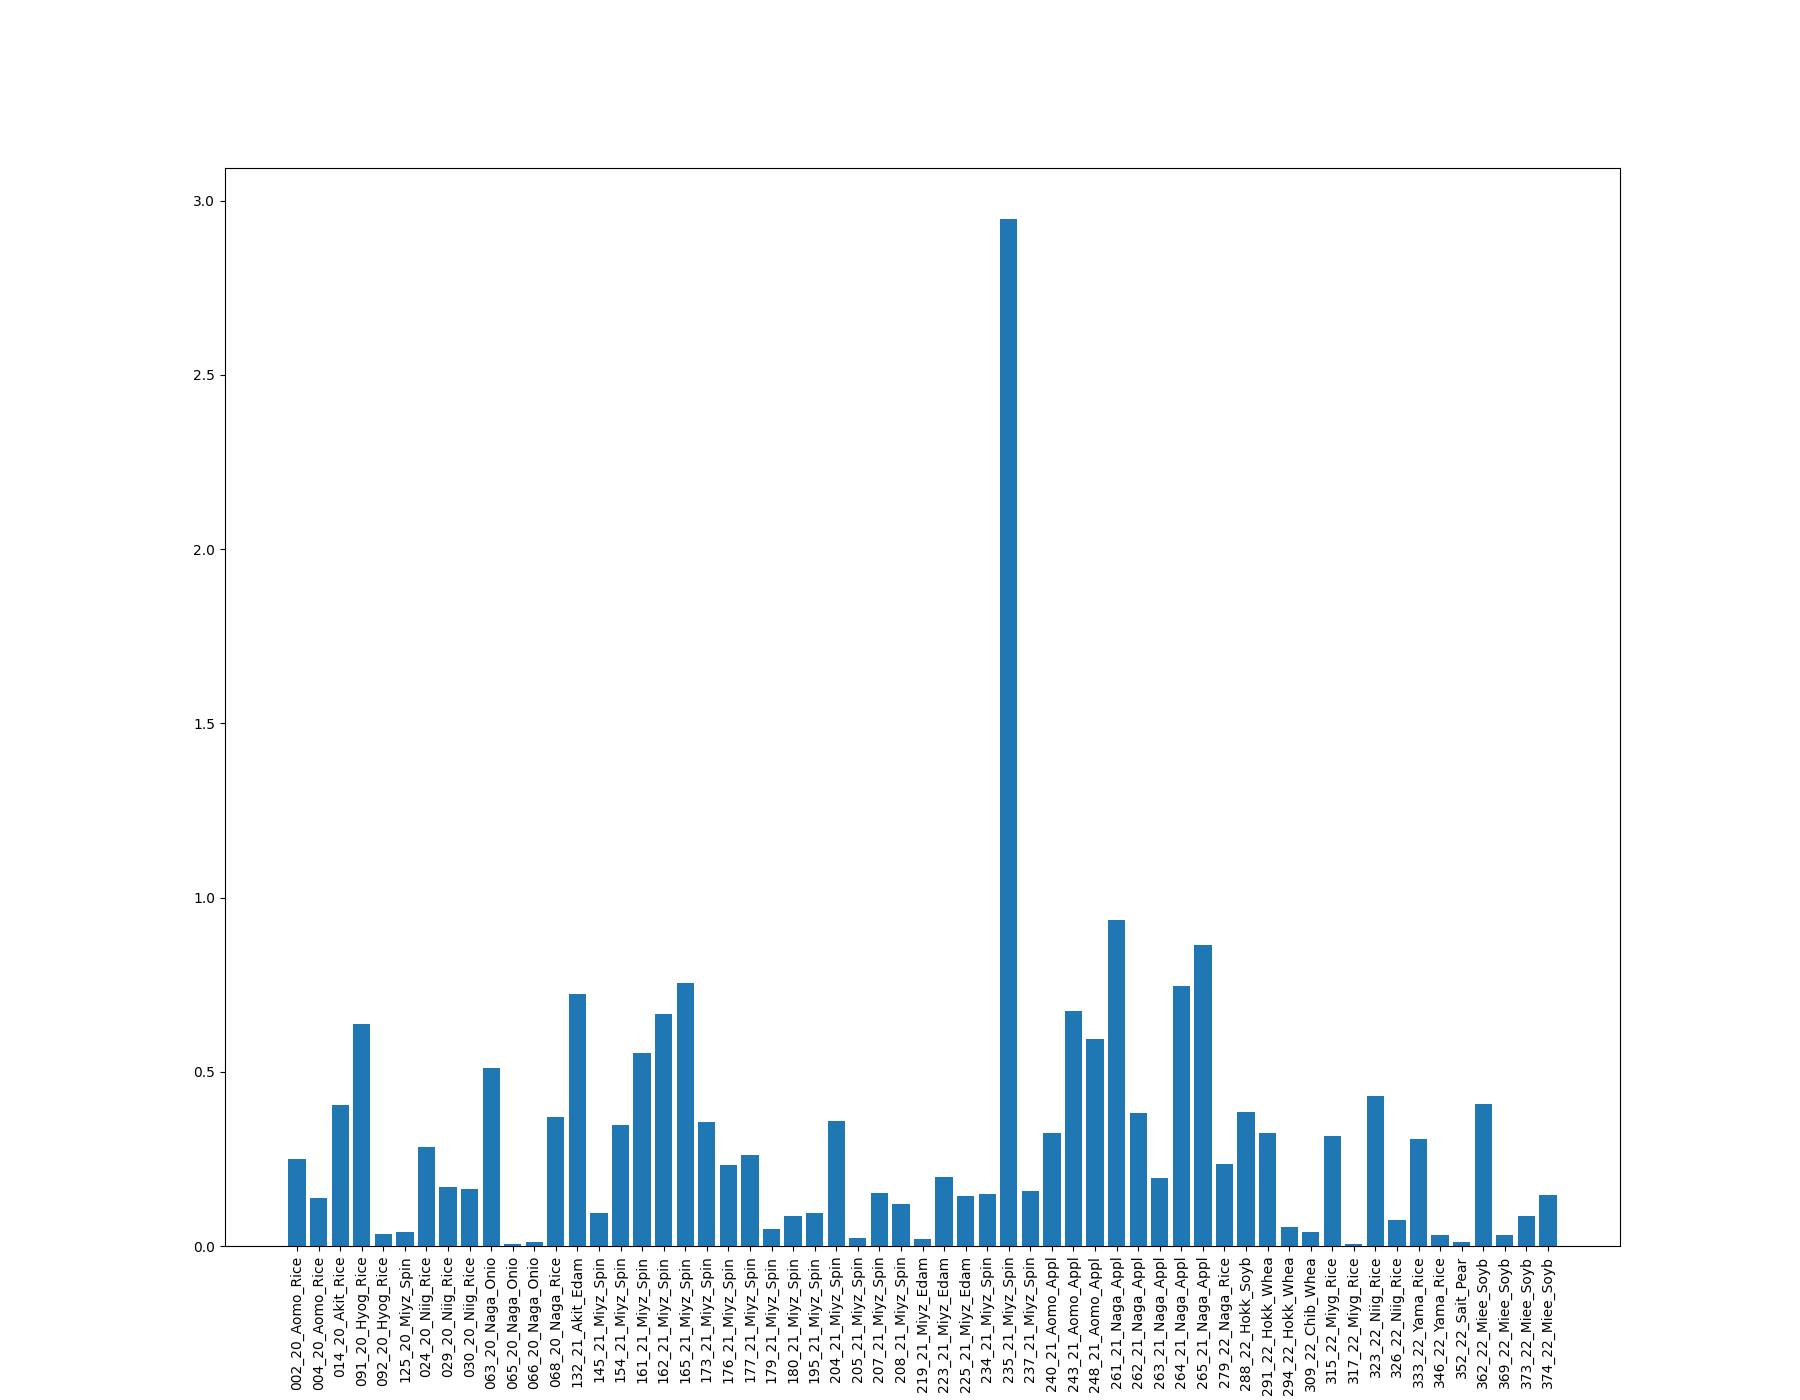 3.0
2.5
2.0
1.5
1.0
0.5
0.0
002_20_Aomo_Rice
004_20_Aomo_Rice
014_20_Akit_Rice
091_20_Hyog_Rice
092_20_Hyog_Rice
125_20_Miyz_Spin
024_20_Niig_Rice
029_20_Niig_Rice
030_20_Niig_Rice
063_20_Naga_Onio
065_20_Naga_Onio
066_20_Naga_Onio
068_20_Naga_Rice
132_21_Akit_Edam
145_21_Miyz_Spin
154_21_Miyz_Spin
161_21_Miyz_Spin
162_21_Miyz_Spin
165_21_Miyz_Spin
173_21_Miyz_Spin
176_21_Miyz_Spin
177_21_Miyz_Spin
179_21_Miyz_Spin
180_21_Miyz_Spin
195_21_Miyz_Spin
204_21_Miyz_Spin
205_21_Miyz_Spin
207_21_Miyz_Spin
208_21_Miyz_Spin
219_21_Miyz_Edam
223_21_Miyz_Edam
225_21_Miyz_Edam
234_21_Miyz_Spin
235_21_Miyz_Spin
237_21_Miyz_Spin
240_21_Aomo_Appl
243_21_Aomo_Appl
248_21_Aomo_Appl
261_21_Naga_Appl
262_21_Naga_Appl
263_21_Naga_Appl
264_21_Naga_Appl
265_21_Naga_Appl
279_22_Naga_Rice
288_22_Hokk_Soyb
291_22_Hokk_Whea
294_22_Hokk_Whea
309_22_Chib_Whea
315_22_Miyg_Rice
317_22_Miyg_Rice
323_22_Niig_Rice
326_22_Niig_Rice
333_22_Yama_Rice
346_22_Yama_Rice
352_22_Sait_Pear
362_22_Miee_Soyb
369_22_Miee_Soyb
373_22_Miee_Soyb
374_22_Miee_Soyb